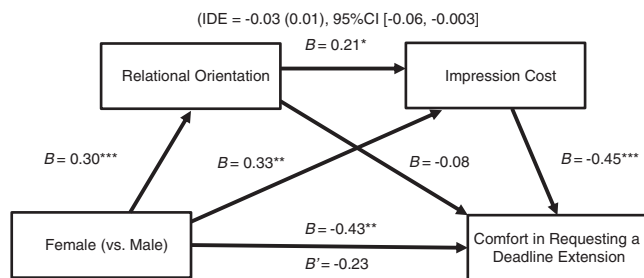 (IDE = -0.03 (0.01), 95%CI [-0.06, -0.003]
B = 0.21*
Relational Orientation
Impression Cost
B = 0.30***
B = 0.33**
B = -0.08
B = -0.45***
Female (vs. Male)
B = -0.43**
B' = -0.23
Comfort in Requesting a
Deadline Extension